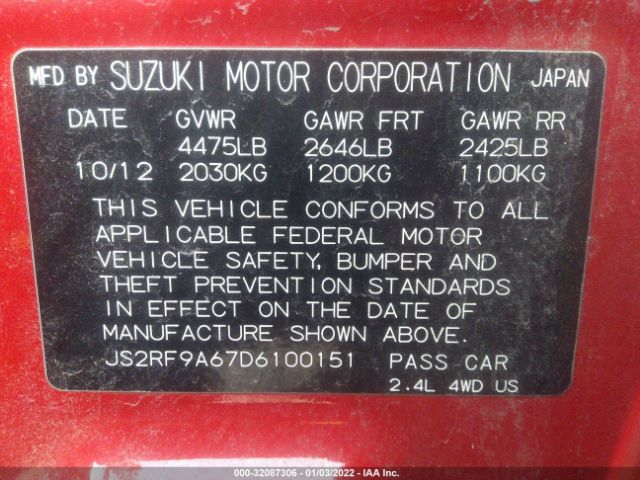 MFD BY SUZUKI MOTOR CORPORATION JAPAN
DATE GVWR GAWR FRT GAWR RR
4475LB 2646LB 2425LB
10/12 2030KG 1200KG 1100KG
THIS VEHICLE CONFORMS TO ALL
APPLICABLE FEDERAL MOTOR
VEHICLE SAFETY, BUMPER AND
THEFT PREVENTION STANDARDS
IN EFFECT ON THE DATE OF
MANUFACTURE SHOWN ABOVE.
JS2RF9A67D6100151 PASS CAR
2.4L 4WD US
000-32087306 - 01/03/2022 - IAA Inc.